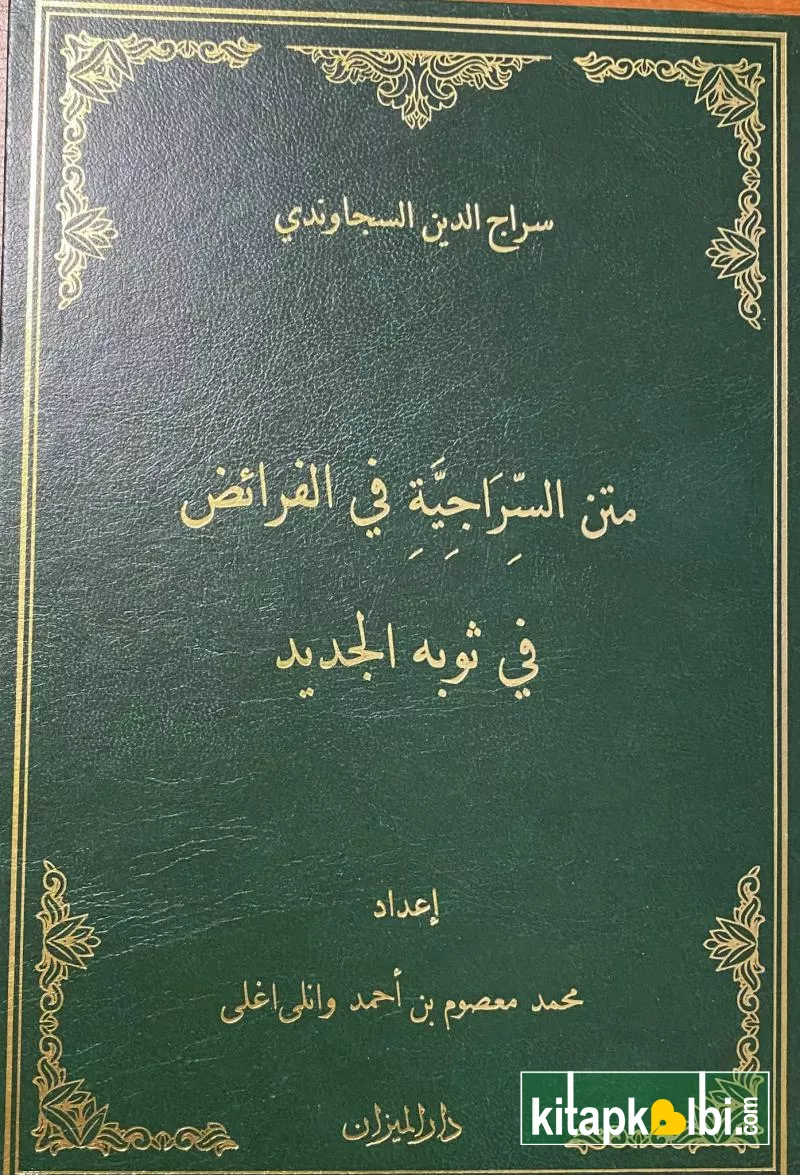 سراج الدين السجاوندي
متن السِّرَاجِيَّةِ في الفرائض
في ثوبه الجديد
إعداد
محمد معصوم بن أحمد وانلى اغلى
دار الميزان
kitapkalbi.com